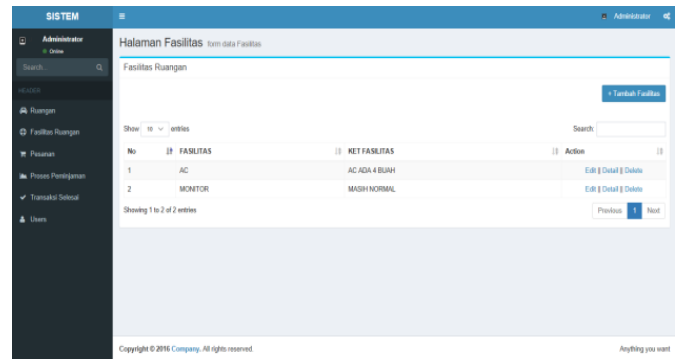 SISTEM
Administrator
Administrator
Online
Halaman Fasilitas form data Fasilitas
Search...
Fasilitas Ruangan
HEADER
+ Tambah Fasilitas
Ruangan
Fasilitas Ruangan
Pesanan
Proses Peminjaman
Transaksi Selesai
Users
Show 10 entries
Search:
No FASILITAS KET FASILITAS Action
1 AC AC ADA 4 BUAH Edit || Detail || Delete
2 MONITOR MASIH NORMAL Edit || Detail || Delete
Showing 1 to 2 of 2 entries
Previous 1 Next
Copyright © 2016 Company. All rights reserved.
Anything you want